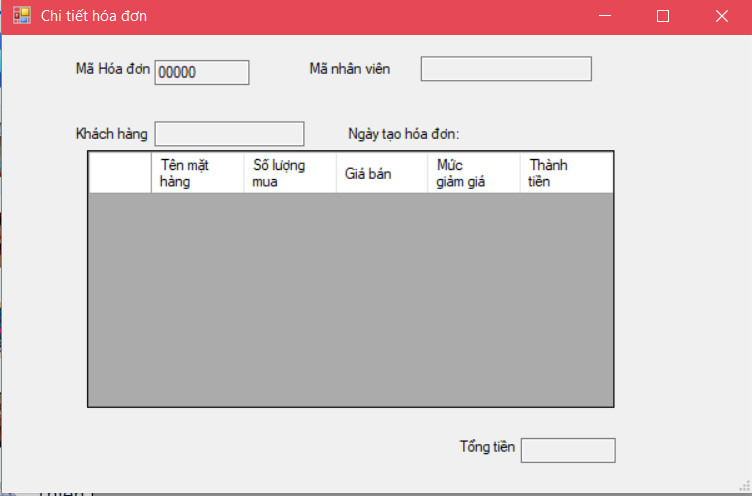 Chi tiết hóa đơn
Mã Hóa đơn 00000 Mã nhân viên
Khách hàng Ngày tạo hóa đơn:
Tên mặt hàng Số lượng mua Giá bán Mức giảm giá Thành tiền
Tổng tiền